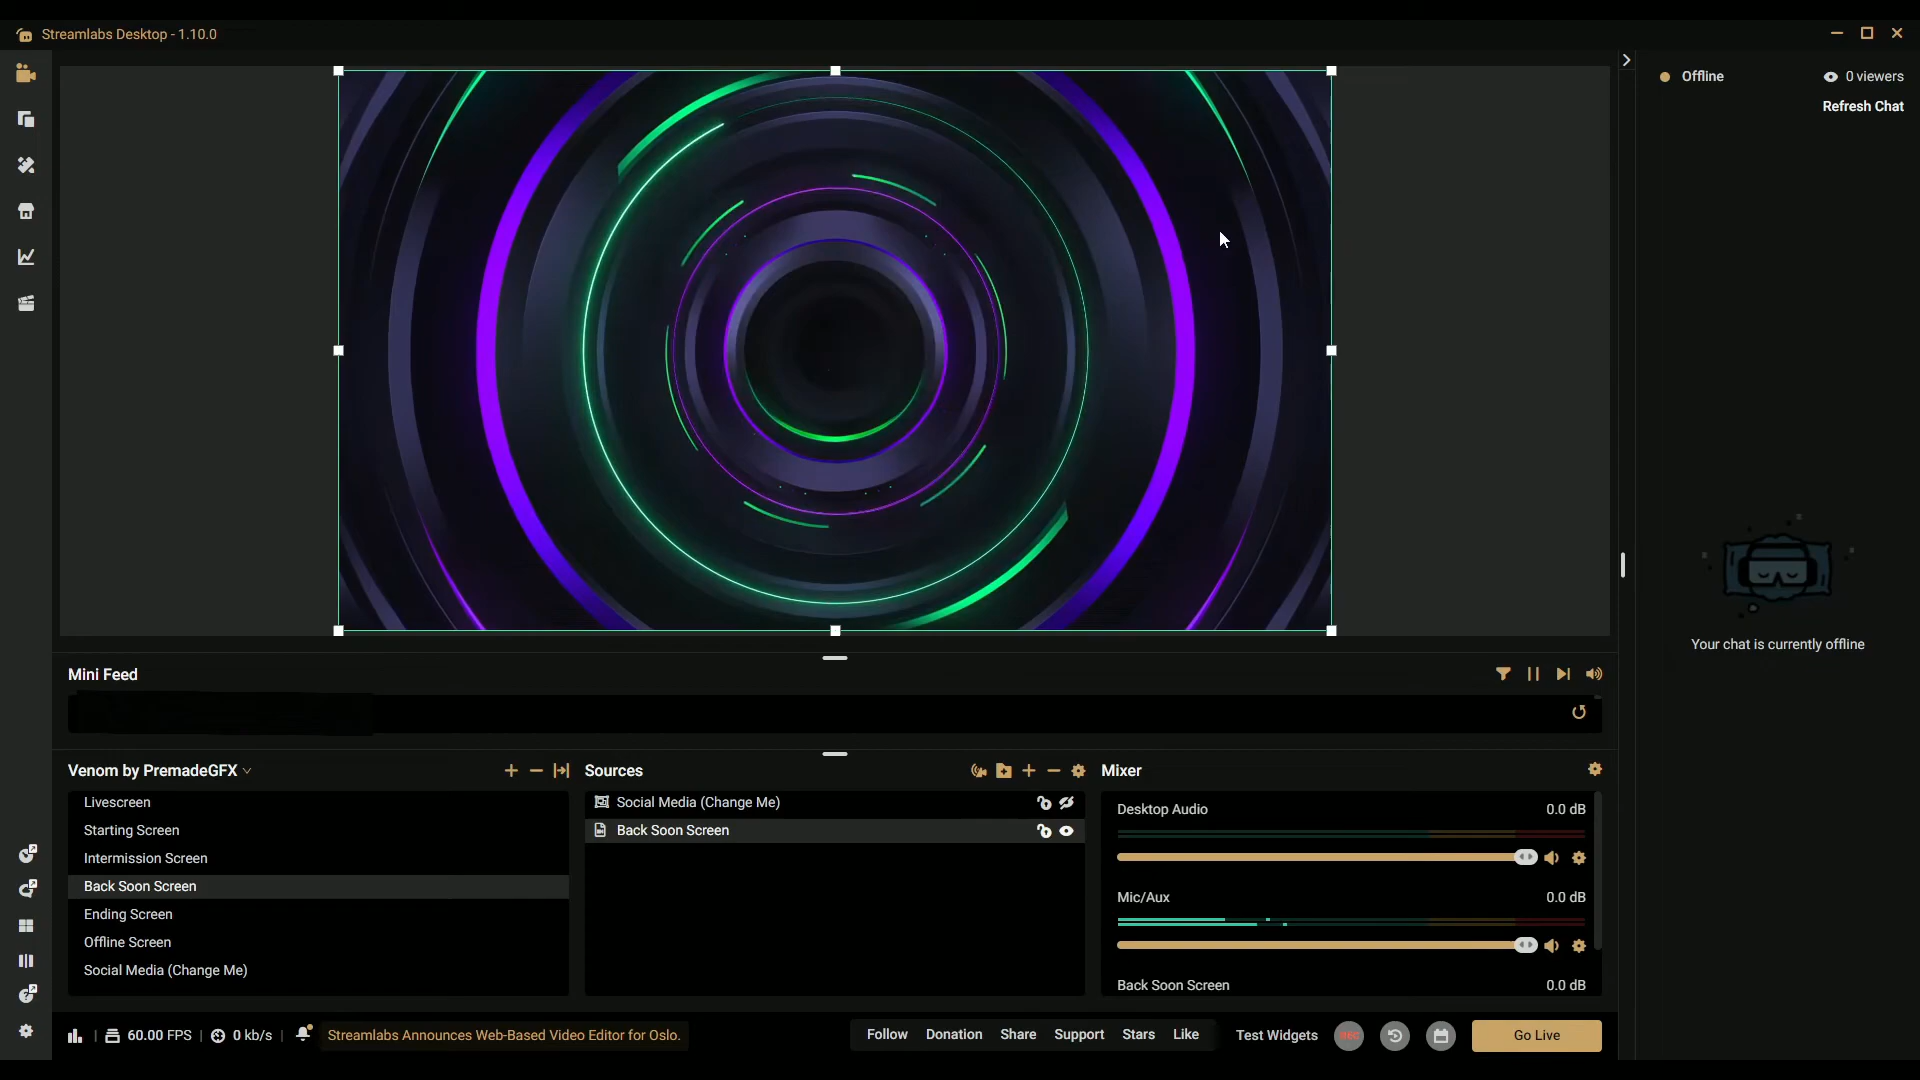 Streamlabs Desktop - 1.10.0
Offline
0 viewers
Refresh Chat
Your chat is currently offline
Mini Feed
Venom by PremadeGFX
Livescreen
Starting Screen
Intermission Screen
Back Soon Screen
Ending Screen
Offline Screen
Social Media (Change Me)
Sources
Social Media (Change Me)
Back Soon Screen
Mixer
Desktop Audio 0.0 dB
Mic/Aux 0.0 dB
Back Soon Screen 0.0 dB
60.00 FPS
0 kb/s
Streamlabs Announces Web-Based Video Editor for Oslo.
Follow Donation Share Support Stars Like
Test Widgets
REC
Go Live